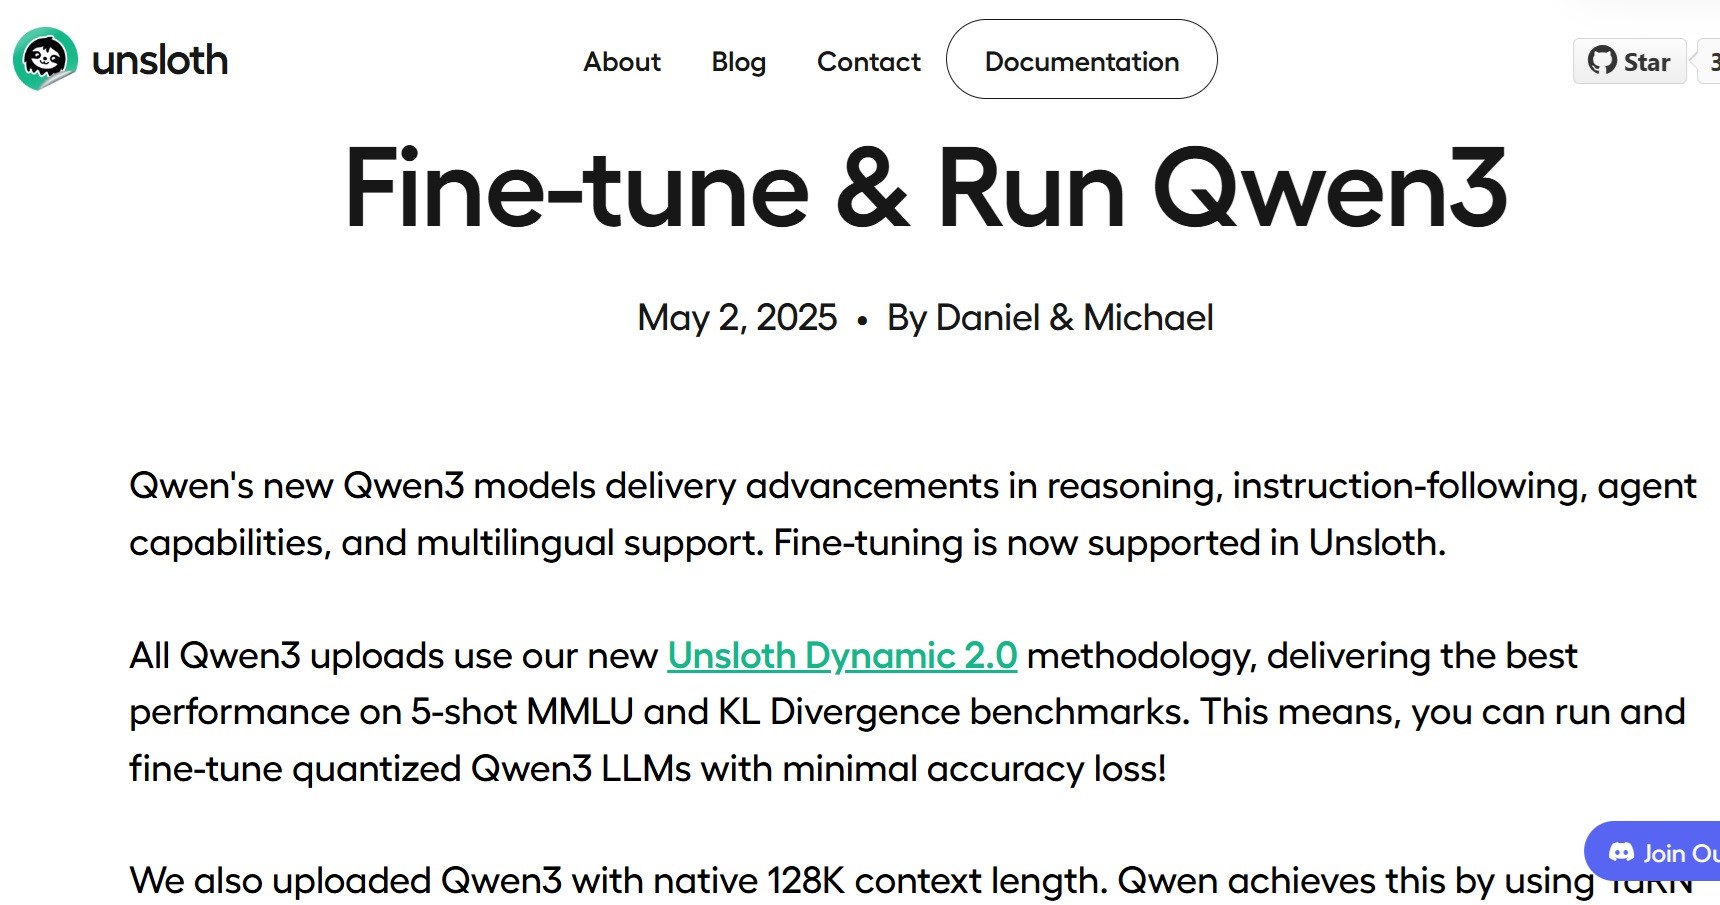 unsloth
About Blog Contact Documentation
Star 3
Fine-tune & Run Qwen3
May 2, 2025 • By Daniel & Michael
Qwen's new Qwen3 models delivery advancements in reasoning, instruction-following, agent
capabilities, and multilingual support. Fine-tuning is now supported in Unsloth.
All Qwen3 uploads use our new Unsloth Dynamic 2.0 methodology, delivering the best
performance on 5-shot MMLU and KL Divergence benchmarks. This means, you can run and
fine-tune quantized Qwen3 LLMs with minimal accuracy loss!
We also uploaded Qwen3 with native 128K context length. Qwen achieves this by using YaRN
Join Ou